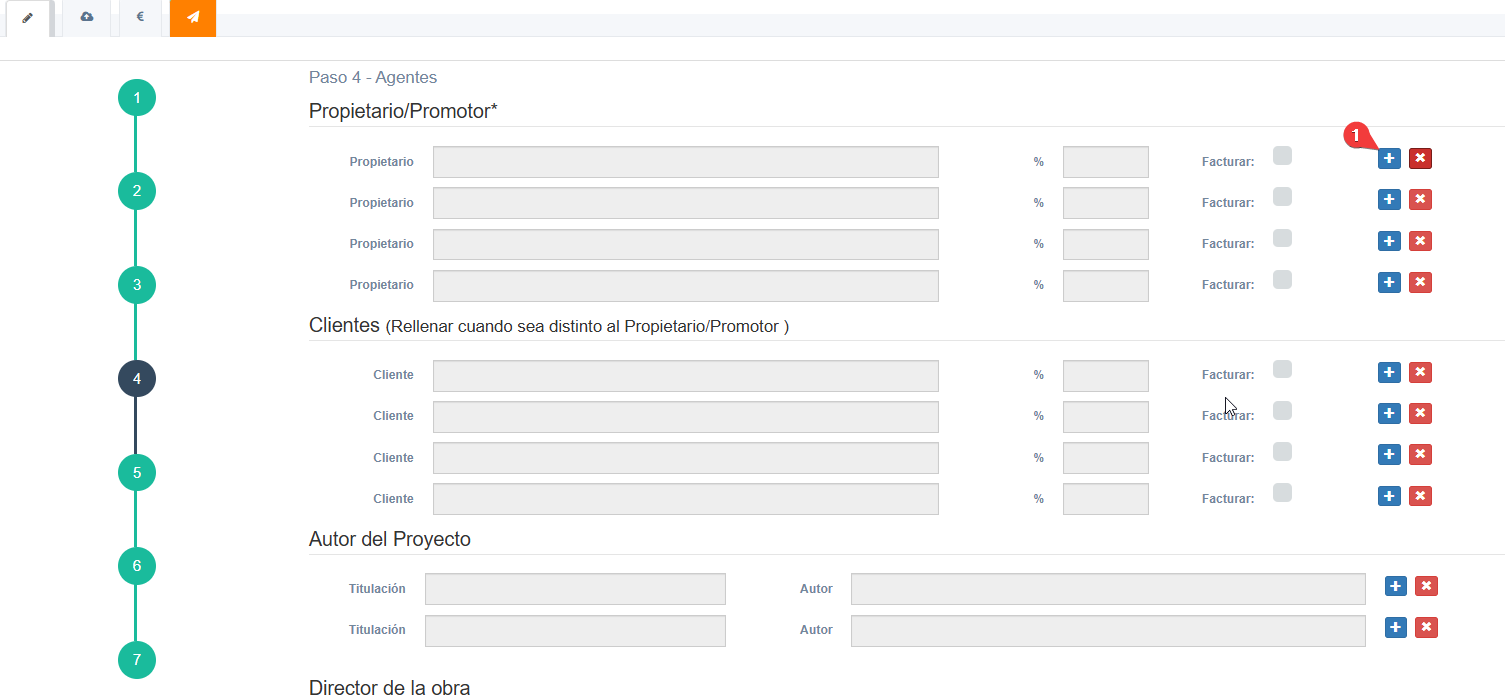 €
Paso 4 - Agentes
1
Propietario/Promotor*
1
Propietario % Facturar:
2
Propietario % Facturar:
Propietario % Facturar:
3
Propietario % Facturar:
Clientes (Rellenar cuando sea distinto al Propietario/Promotor )
4
Cliente % Facturar:
Cliente % Facturar:
5
Cliente % Facturar:
Cliente % Facturar:
Autor del Proyecto
6
Titulación Autor
Titulación Autor
7
Director de la obra